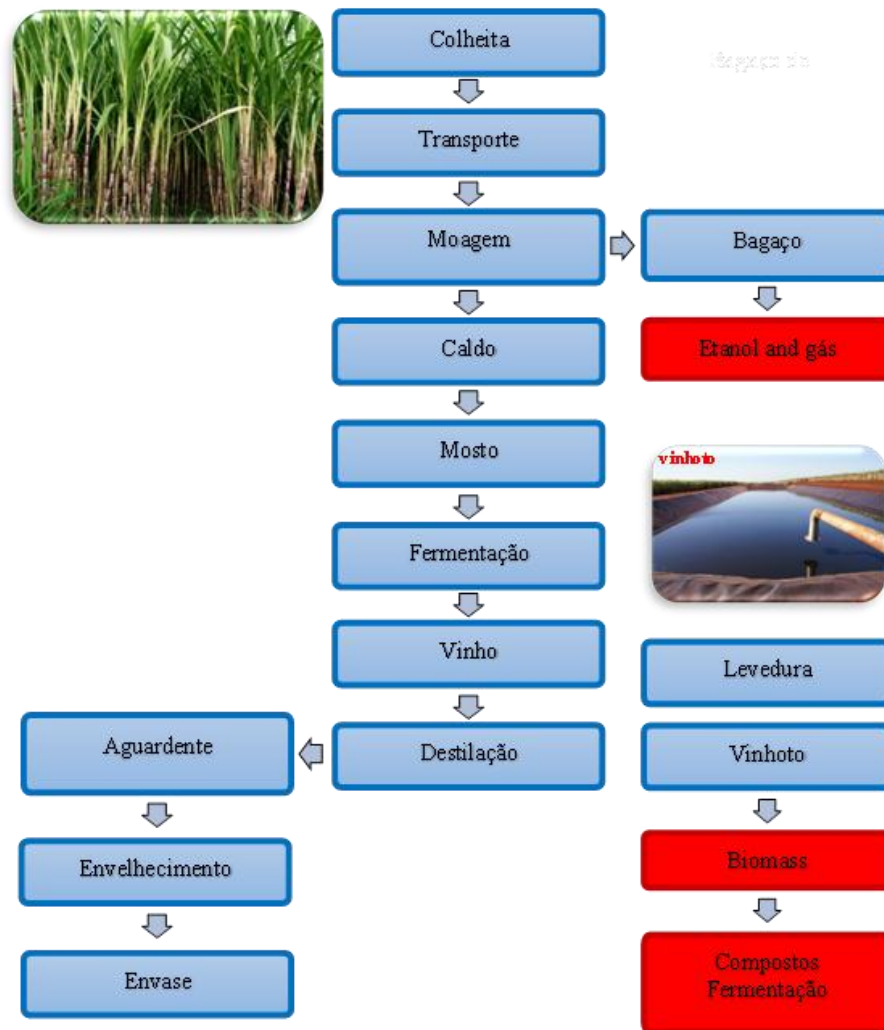 Colheita
Transporte
Moagem
Bagaço
Caldo
Etanol and gás
Mosto
vinhoto
Fermentação
Vinho
Levedura
Aguardente
Destilação
Vinhoto
Envelhecimento
Biomass
Envase
Compostos
Fermentação